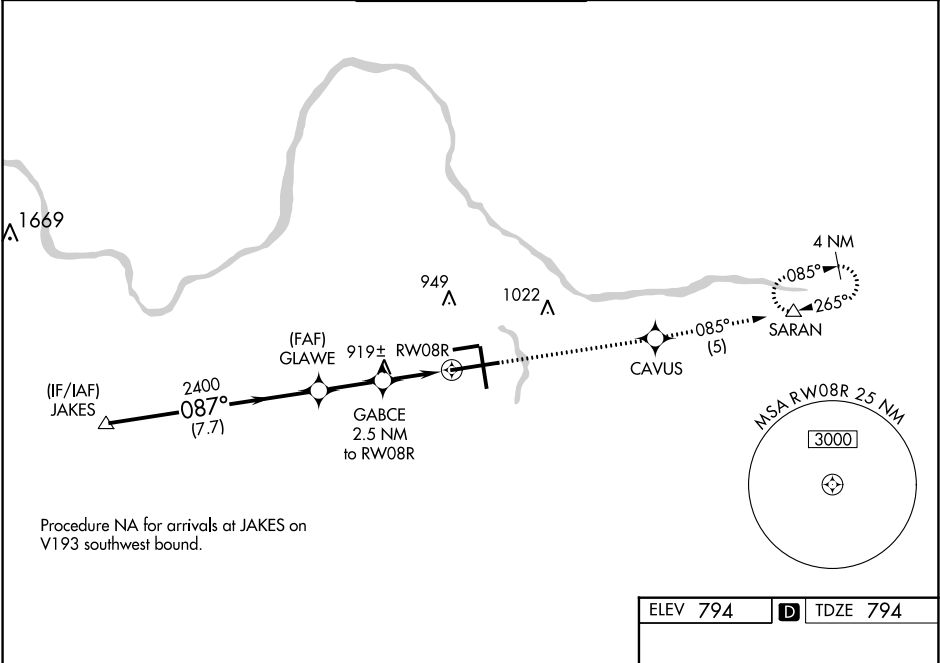 1669
4 NM
085°
265°
SARAN
949
1022
085°
(5)
CAVUS
(FAF)
GLAWE
919±
RW08R
(IF/IAF)
JAKES
2400
087°
(7.7)
GABCE
2.5 NM
to RW08R
MSA RW08R 25 NM
3000
Procedure NA for arrivals at JAKES on
V193 southwest bound.
ELEV 794 D TDZE 794